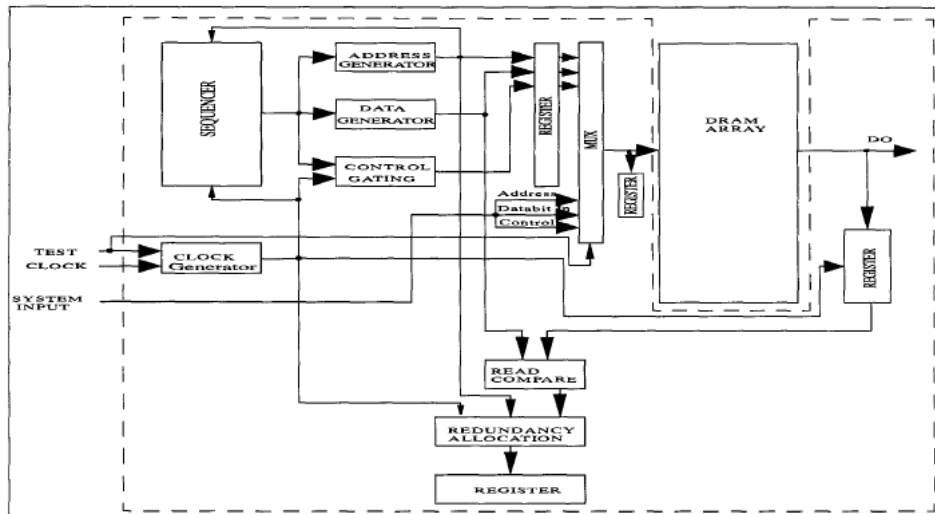 ADDRESS
GENERATOR
SEQUENCER
DATA
GENERATOR
CONTROL
GATING
REGISTER
MUX
DRAM
ARRAY
DO
REGISTER
Address
Databit
Control
TEST
CLOCK
CLOCK
Generator
REGISTER
SYSTEM
INPUT
READ
COMPARE
REDUNDANCY
ALLOCATION
REGISTER